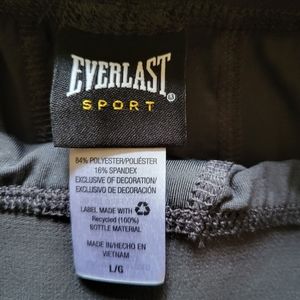 EVERLAST®
SPORT
84% POLYESTER/POLIÉSTER
16% SPANDEX
EXCLUSIVE OF DECORATION/
EXCLUSIVO DE DECORACIÓN
LABEL MADE WITH
Recycled (100%)
BOTTLE MATERIAL
MADE IN/HECHO EN
VIETNAM
L/G